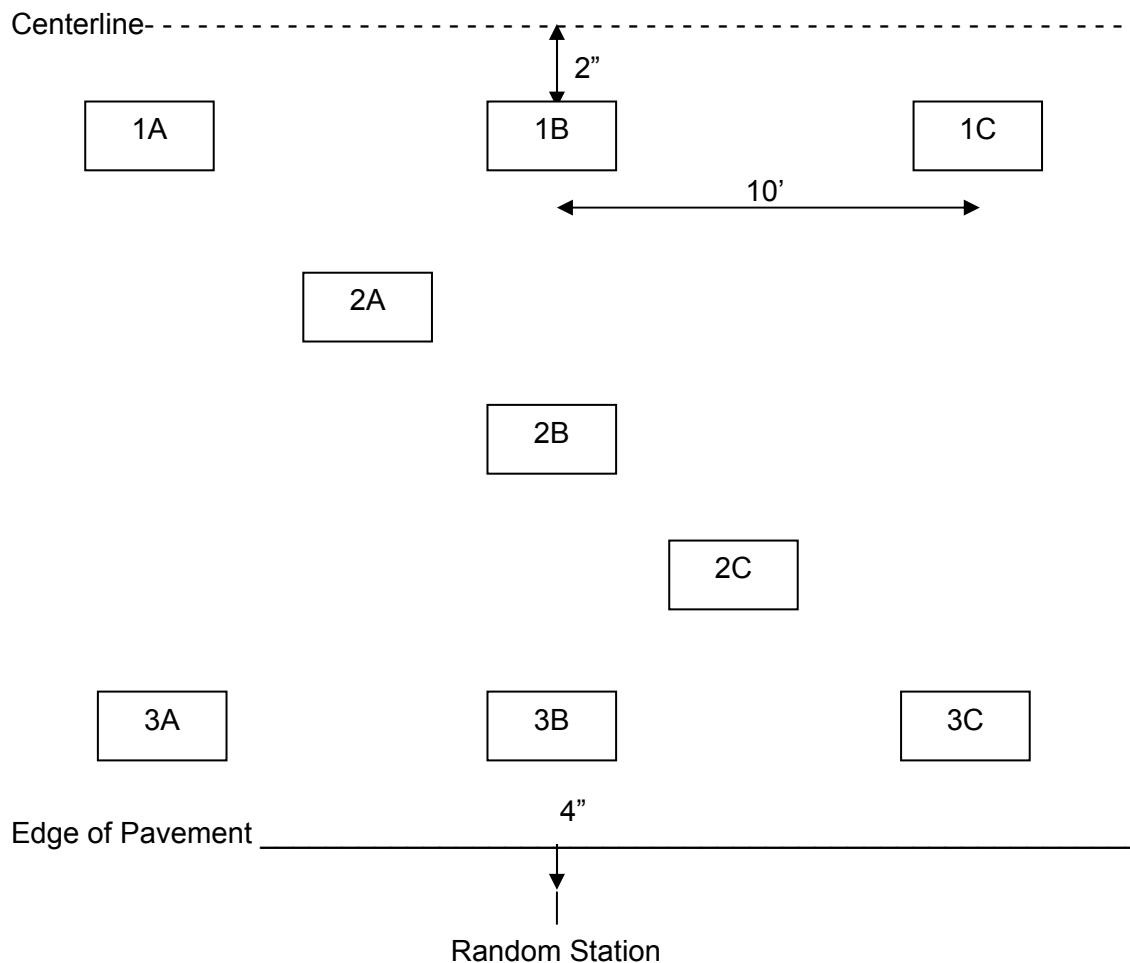 Centerline
2”
1A 1B 1C
10’
2A
2B
2C
3A 3B 3C
4”
Edge of Pavement
Random Station